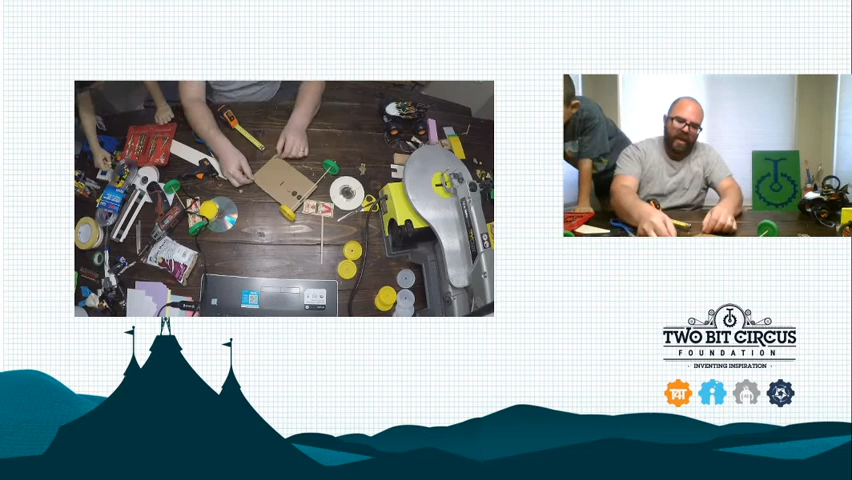 TWO BIT CIRCUS
FOUNDATION
· INVENTING INSPIRATION ·